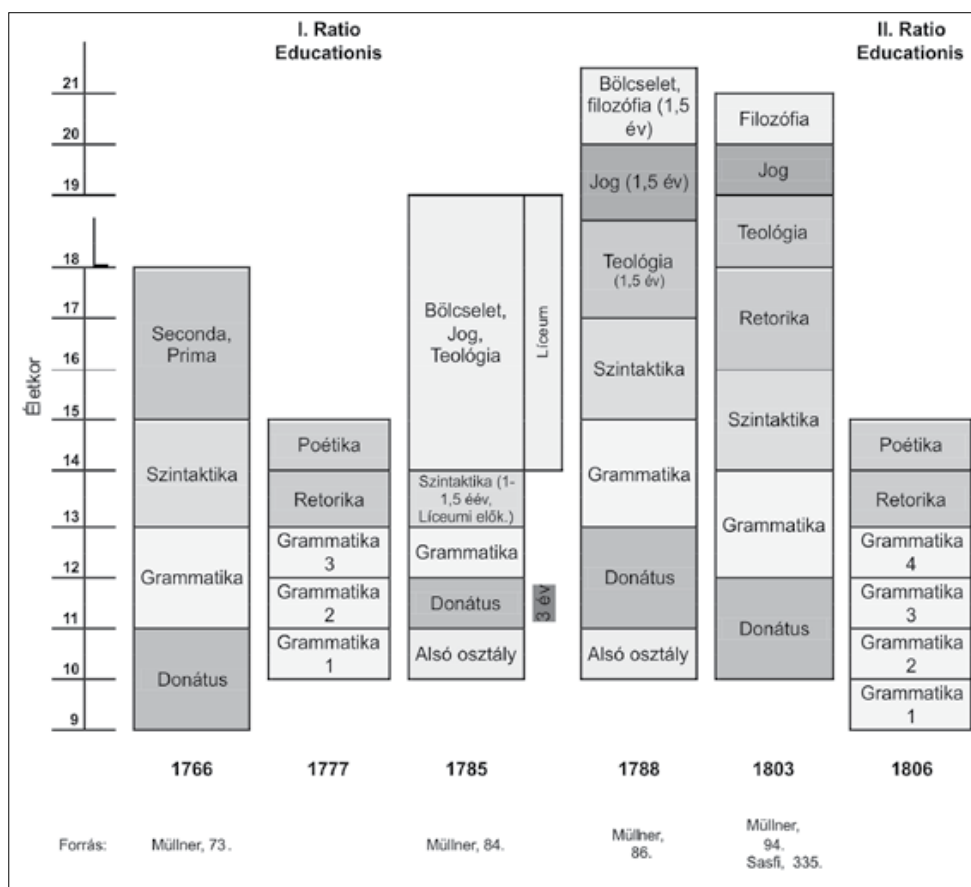 I. Ratio
Educationis
II. Ratio
Educationis
Életkor
21
20
19
18
17
16
15
14
13
12
11
10
9
Seconda,
Prima
Szintaktika
Grammatika
Donátus
Poétika
Retorika
Grammatika
3
Grammatika
2
Grammatika
1
Bölcselet,
Jog,
Teológia
Líceum
Szintaktika (1-
1,5 éév,
Líceumi elők.)
Grammatika
Donátus
3 év
Alsó osztály
Bölcselet,
filozófia (1,5
év)
Jog (1,5 év)
Teológia
(1,5 év)
Szintaktika
Grammatika
Donátus
Alsó osztály
Filozófia
Jog
Teológia
Retorika
Szintaktika
Grammatika
Donátus
Poétika
Retorika
Grammatika
4
Grammatika
3
Grammatika
2
Grammatika
1
1766
1777
1785
1788
1803
1806
Forrás:
Müllner, 73.
Müllner, 84.
Müllner,
86.
Müllner,
94.
Sasfi, 335.